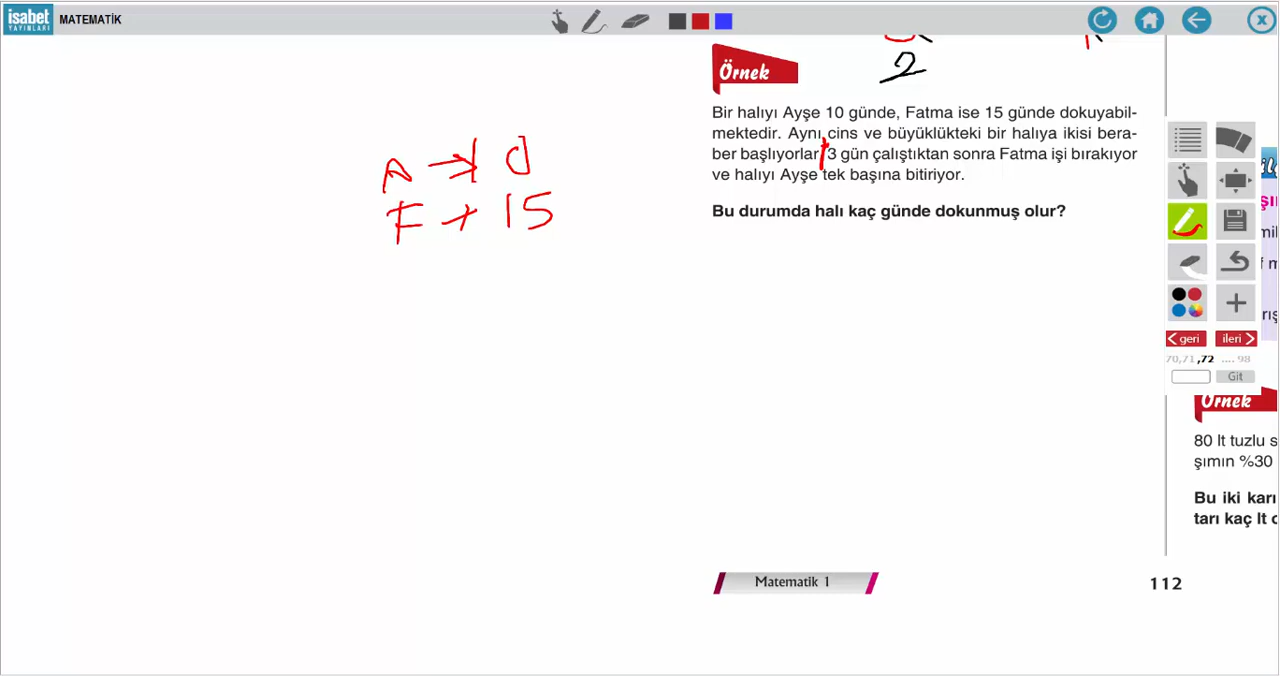 isabet
YAYINLARI
MATEMATİK
2
Örnek
Bir halıyı Ayşe 10 günde, Fatma ise 15 günde dokuyabil-
mektedir. Aynı cins ve büyüklükteki bir halıya ikisi bera-
ber başlıyorlar 3 gün çalıştıktan sonra Fatma işi bırakıyor
ve halıyı Ayşe tek başına bitiriyor.
Bu durumda halı kaç günde dokunmuş olur?
A → 10
F → 15
geri
ileri
70,71,72 .... 98
Git
Örnek
80 lt tuzlu s
şımın %30
Bu iki karı
tarı kaç lt
Matematik 1
112